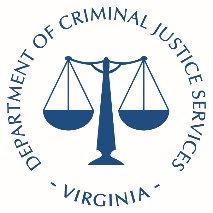 DEPARTMENT OF CRIMINAL JUSTICE SERVICES
- VIRGINIA -